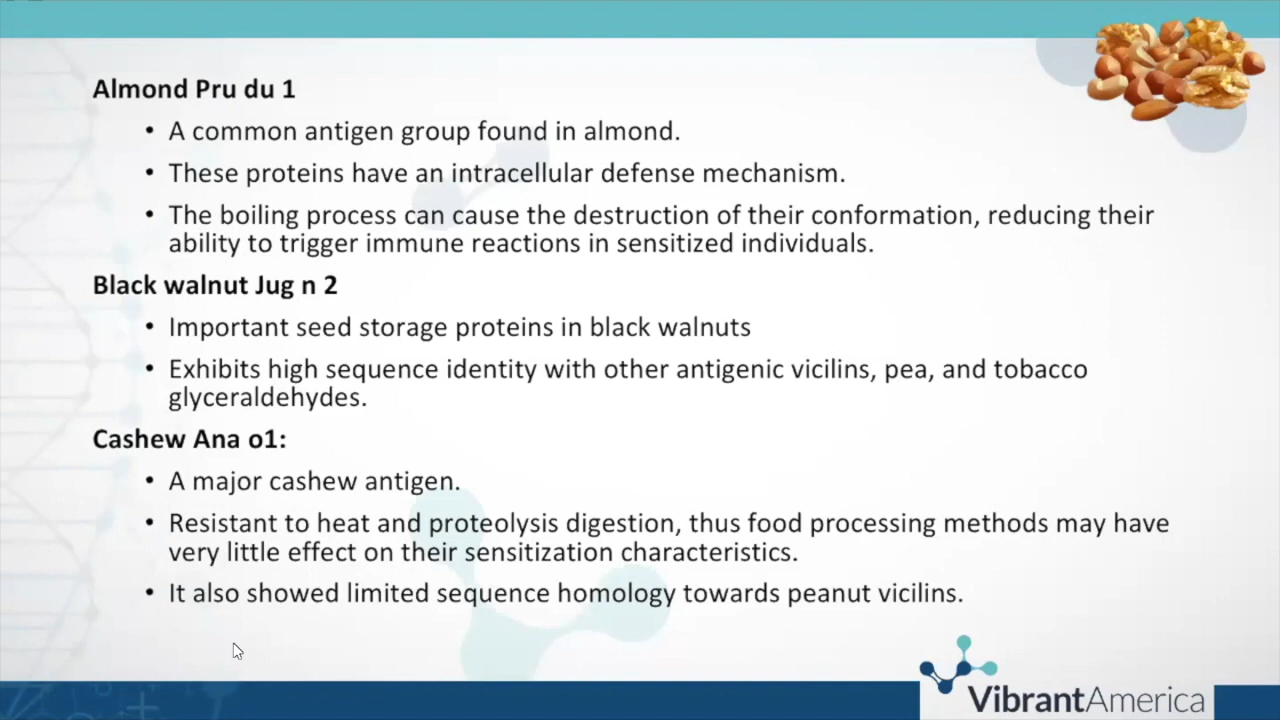 Almond Pru du 1
• A common antigen group found in almond.
• These proteins have an intracellular defense mechanism.
• The boiling process can cause the destruction of their conformation, reducing their
ability to trigger immune reactions in sensitized individuals.
Black walnut Jug n 2
• Important seed storage proteins in black walnuts
• Exhibits high sequence identity with other antigenic vicilins, pea, and tobacco
glyceraldehydes.
Cashew Ana o1:
• A major cashew antigen.
• Resistant to heat and proteolysis digestion, thus food processing methods may have
very little effect on their sensitization characteristics.
• It also showed limited sequence homology towards peanut vicilins.
VibrantAmerica